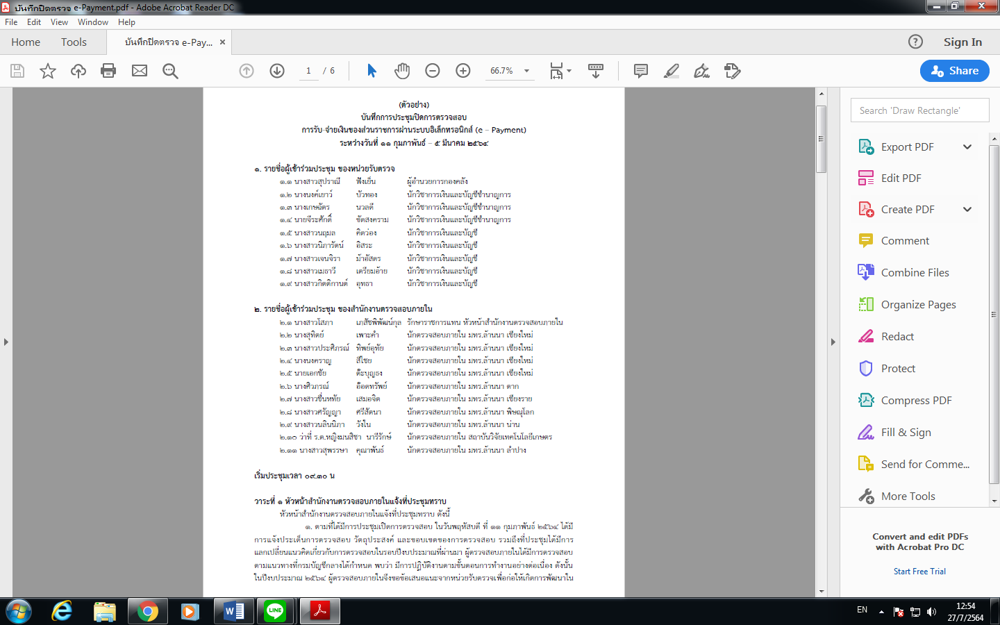 บันทึกปิดตรวจ e-Payment.pdf - Adobe Acrobat Reader DC
File Edit View Window Help
Home Tools บันทึกปิดตรวจ e-Pay... × Sign In
1 / 6 66.7% Share
(ตัวอย่าง)
บันทึกการประชุมปิดการตรวจสอบ
การรับ-จ่ายเงินของส่วนราชการผ่านระบบอิเล็กทรอนิกส์ (e – Payment)
ระหว่างวันที่ ๑๑ กุมภาพันธ์ – ๕ มีนาคม ๒๕๖๔
๑. รายชื่อผู้เข้าร่วมประชุม ของหน่วยรับตรวจ
๑.๑ นางสาวสุปราณี ฟังเย็น ผู้อำนวยการกองคลัง
๑.๒ นางนงค์เยาว์ บัวทอง นักวิชาการเงินและบัญชีชำนาญการ
๑.๓ นางเกษฉัตร นวลดี นักวิชาการเงินและบัญชีชำนาญการ
๑.๔ นายจีระศักดิ์ ขัดสงคราม นักวิชาการเงินและบัญชีชำนาญการ
๑.๕ นางสาวนฤมล คิดว่อง นักวิชาการเงินและบัญชี
๑.๖ นางสาวนิภารัตน์ อิสระ นักวิชาการเงินและบัญชี
๑.๗ นางสาวเจนจิรา ม้าอัสดร นักวิชาการเงินและบัญชี
๑.๘ นางสาวเมธาวี เตรียมอ้าย นักวิชาการเงินและบัญชี
๑.๙ นางสาวกิตติกานต์ อุทธา นักวิชาการเงินและบัญชี
๒. รายชื่อผู้เข้าร่วมประชุม ของสำนักงานตรวจสอบภายใน
๒.๑ นางสาวโสภา เภสัชพิพัฒน์กุล รักษาราชการแทน หัวหน้าสำนักงานตรวจสอบภายใน
๒.๒ นางสุทิตย์ เพาะคำ นักตรวจสอบภายใน มทร.ล้านนา เชียงใหม่
๒.๓ นางสาวประศิภรณ์ ทิพย์อุทัย นักตรวจสอบภายใน มทร.ล้านนา เชียงใหม่
๒.๔ นางนงคราญ สีไชย นักตรวจสอบภายใน มทร.ล้านนา เชียงใหม่
๒.๕ นายเอกชัย ต๊ะบุญธง นักตรวจสอบภายใน มทร.ล้านนา เชียงใหม่
๒.๖ นางศิวภรณ์ อ๊อดทรัพย์ นักตรวจสอบภายใน มทร.ล้านนา ตาก
๒.๗ นางสาวชื่นหทัย เสมอจิต นักตรวจสอบภายใน มทร.ล้านนา เชียงราย
๒.๘ นางสาวศรัญญา ศรีสัตนา นักตรวจสอบภายใน มทร.ล้านนา พิษณุโลก
๒.๙ นางสาวนลินนิภา วังใน นักตรวจสอบภายใน มทร.ล้านนา น่าน
๒.๑๐ ว่าที่ ร.ต.หญิงมนสิชา นารีรักษ์ นักตรวจสอบภายใน สถาบันวิจัยเทคโนโลยีเกษตร
๒.๑๑ นางสาวสุพรรษา คุณาพันธ์ นักตรวจสอบภายใน มทร.ล้านนา ลำปาง
เริ่มประชุมเวลา ๐๙.๓๐ น
วาระที่ ๑ หัวหน้าสำนักงานตรวจสอบภายในแจ้งที่ประชุมทราบ
หัวหน้าสำนักงานตรวจสอบภายในแจ้งที่ประชุมทราบ ดังนี้
๑. ตามที่ได้มีการประชุมเปิดการตรวจสอบ ในวันพฤหัสบดี ที่ ๑๑ กุมภาพันธ์ ๒๕๖๔ ได้มี
การแจ้งประเด็นการตรวจสอบ วัตถุประสงค์ และขอบเขตของการตรวจสอบ รวมถึงที่ประชุมได้มีการ
แลกเปลี่ยนแนวคิดเกี่ยวกับการตรวจสอบในรอบปีงบประมาณที่ผ่านมา ผู้ตรวจสอบภายในได้มีการตรวจสอบ
ตามแนวทางที่กรมบัญชีกลางได้กำหนด พบว่า มีการปฏิบัติงานตามขั้นตอนการทำงานอย่างต่อเนื่อง ดังนั้น
ในปีงบประมาณ ๒๕๖๔ ผู้ตรวจสอบภายในจึงขอข้อเสนอแนะจากหน่วยรับตรวจเพื่อก่อให้เกิดการพัฒนาใน
Search 'Draw Rectangle'
Export PDF
Edit PDF
Create PDF
Comment
Combine Files
Organize Pages
Redact
Protect
Compress PDF
Fill & Sign
Send for Comme...
More Tools
Convert and edit PDFs
with Acrobat Pro DC
Start Free Trial
LINE EN 12:54
27/7/2564